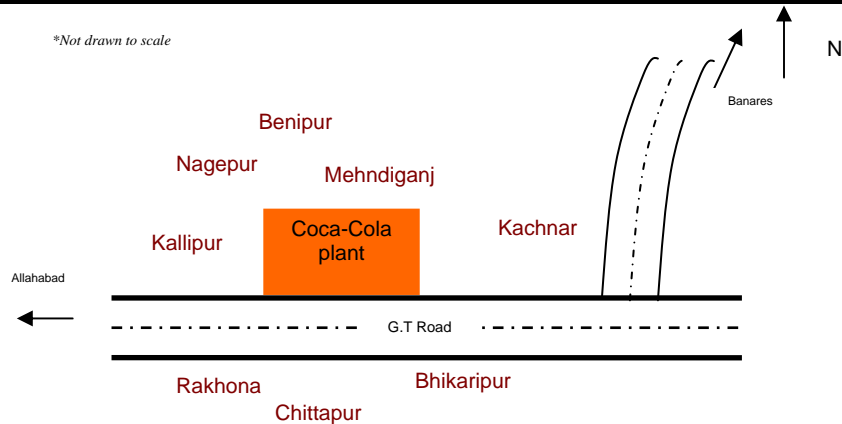 *Not drawn to scale
N
Banares
Benipur
Nagepur
Mehndiganj
Kallipur
Coca-Cola
plant
Kachnar
Allahabad
G.T Road
Rakhona
Bhikaripur
Chittapur